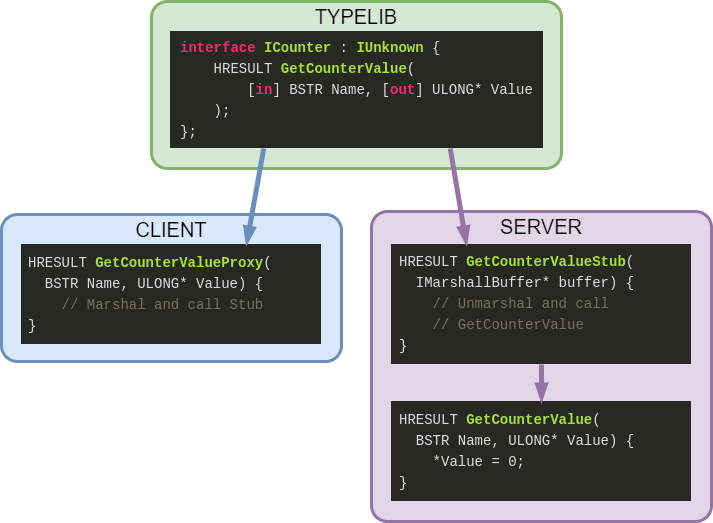 TYPELIB
interface ICounter : IUnknown {
    HRESULT GetCounterValue(
        [in] BSTR Name, [out] ULONG* Value
    );
};
CLIENT
HRESULT GetCounterValueProxy(
  BSTR Name, ULONG* Value) {
    // Marshal and call Stub
}
SERVER
HRESULT GetCounterValueStub(
  IMarshallBuffer* buffer) {
    // Unmarshal and call
    // GetCounterValue
}
HRESULT GetCounterValue(
  BSTR Name, ULONG* Value) {
    *Value = 0;
}